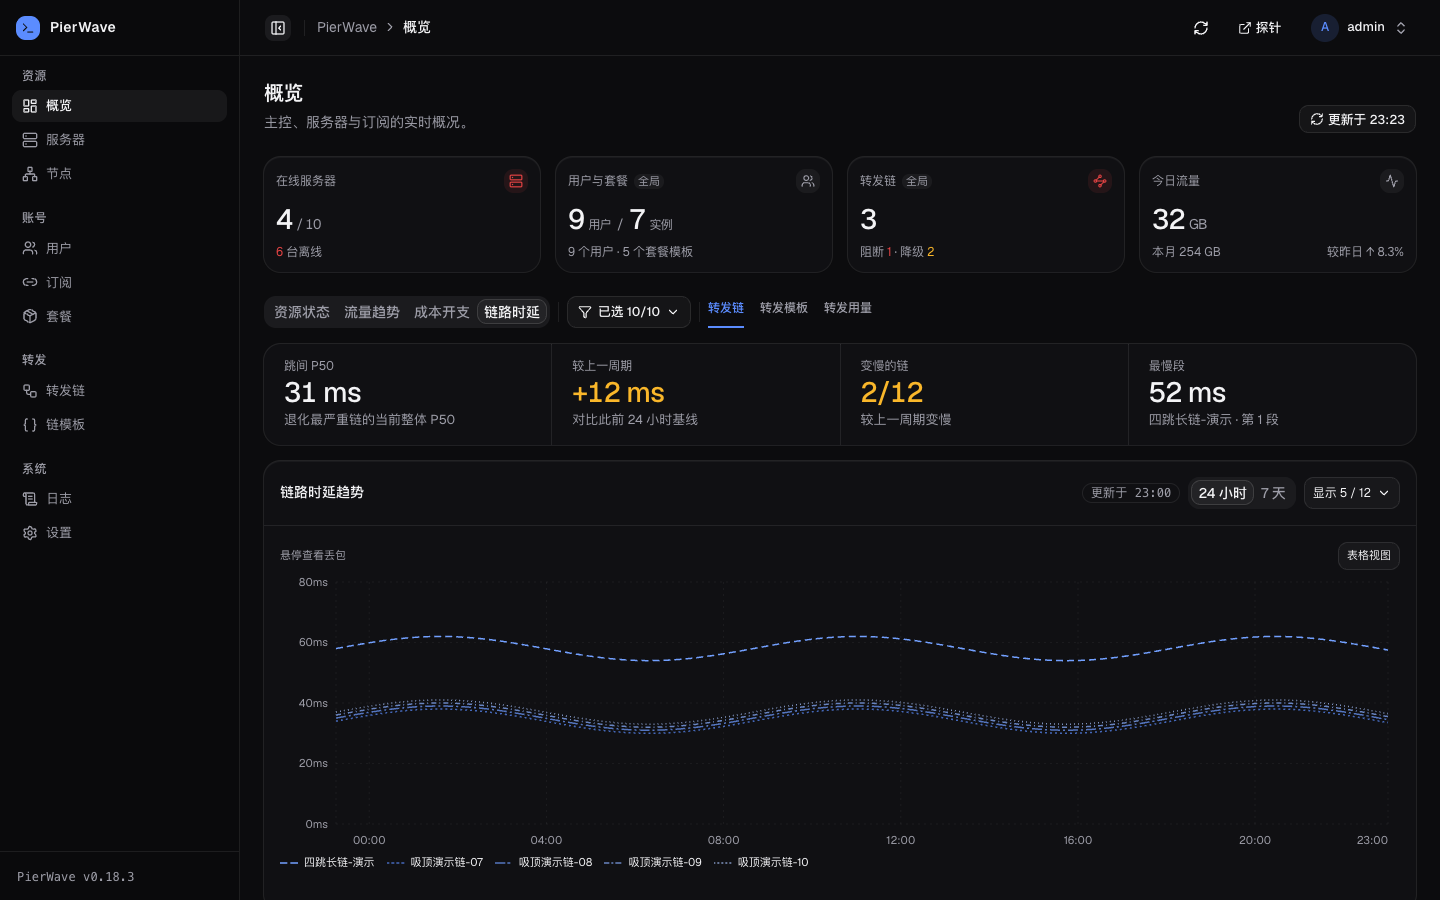 PierWave
PierWave > 概览
探针
A
admin
资源
概览
服务器
节点
账号
用户
订阅
套餐
转发
转发链
链模板
系统
日志
设置
PierWave v0.18.3
概览
主控、服务器与订阅的实时概况。
更新于 23:23
在线服务器
4 / 10
6 台离线
用户与套餐 全局
9 用户 / 7 实例
9 个用户 · 5 个套餐模板
转发链 全局
3
阻断 1 · 降级 2
今日流量
32 GB
本月 254 GB
较昨日 ↑ 8.3%
资源状态 流量趋势 成本开支 链路时延
已选 10/10
转发链 转发模板 转发用量
跳间 P50
31 ms
退化最严重链的当前整体 P50
较上一周期
+12 ms
对比此前 24 小时基线
变慢的链
2/12
较上一周期变慢
最慢段
52 ms
四跳长链-演示 · 第 1 段
链路时延趋势
更新于 23:00
24 小时 7 天
显示 5 / 12
悬停查看丢包
表格视图
80ms
60ms
40ms
20ms
0ms
00:00 04:00 08:00 12:00 16:00 20:00 23:00
四跳长链-演示 吸顶演示链-07 吸顶演示链-08 吸顶演示链-09 吸顶演示链-10